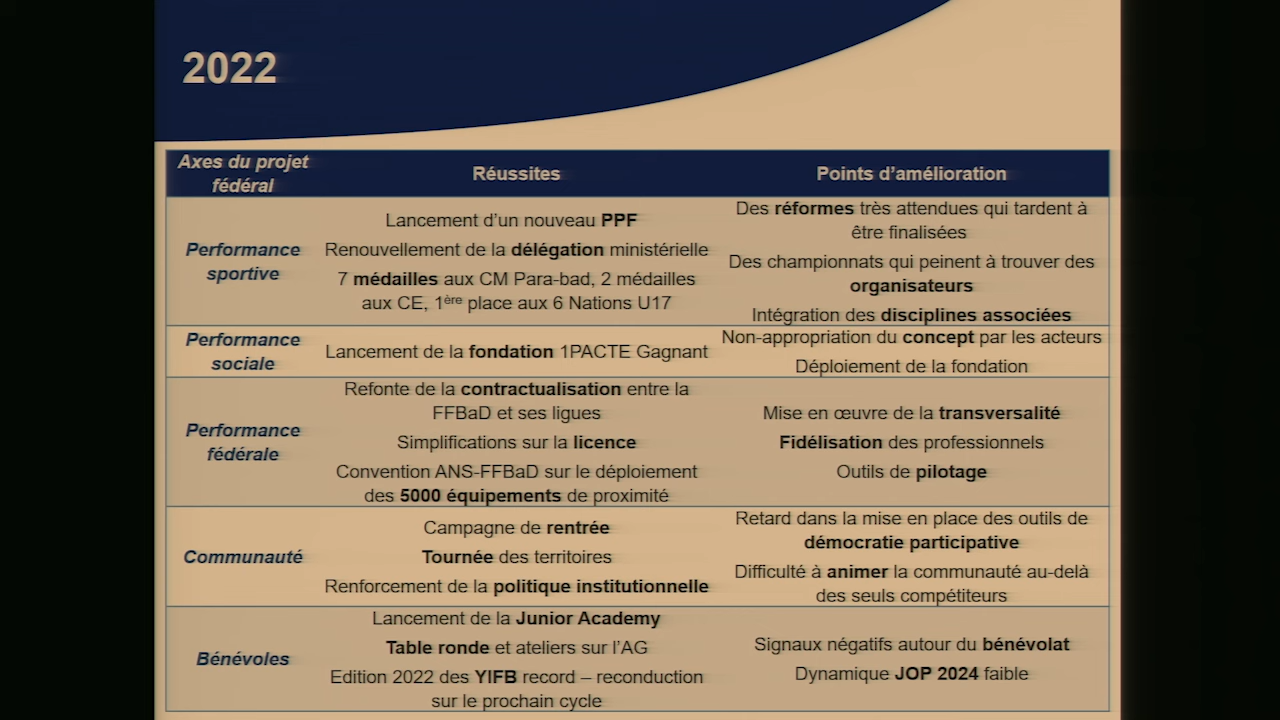 2022
Axes du projet
fédéral
Réussites
Points d'amélioration
Performance
sportive
Lancement d'un nouveau PPF
Renouvellement de la délégation ministérielle
7 médailles aux CM Para-bad, 2 médailles
aux CE, 1ère place aux 6 Nations U17
Des réformes très attendues qui tardent à
être finalisées
Des championnats qui peinent à trouver des
organisateurs
Intégration des disciplines associées
Performance
sociale
Lancement de la fondation 1PACTE Gagnant
Non-appropriation du concept par les acteurs
Déploiement de la fondation
Performance
fédérale
Refonte de la contractualisation entre la
FFBaD et ses ligues
Simplifications sur la licence
Convention ANS-FFBaD sur le déploiement
des 5000 équipements de proximité
Mise en œuvre de la transversalité
Fidélisation des professionnels
Outils de pilotage
Communauté
Campagne de rentrée
Tournée des territoires
Renforcement de la politique institutionnelle
Retard dans la mise en place des outils de
démocratie participative
Difficulté à animer la communauté au-delà
des seuls compétiteurs
Bénévoles
Lancement de la Junior Academy
Table ronde et ateliers sur l'AG
Edition 2022 des YIFB record – reconduction
sur le prochain cycle
Signaux négatifs autour du bénévolat
Dynamique JOP 2024 faible